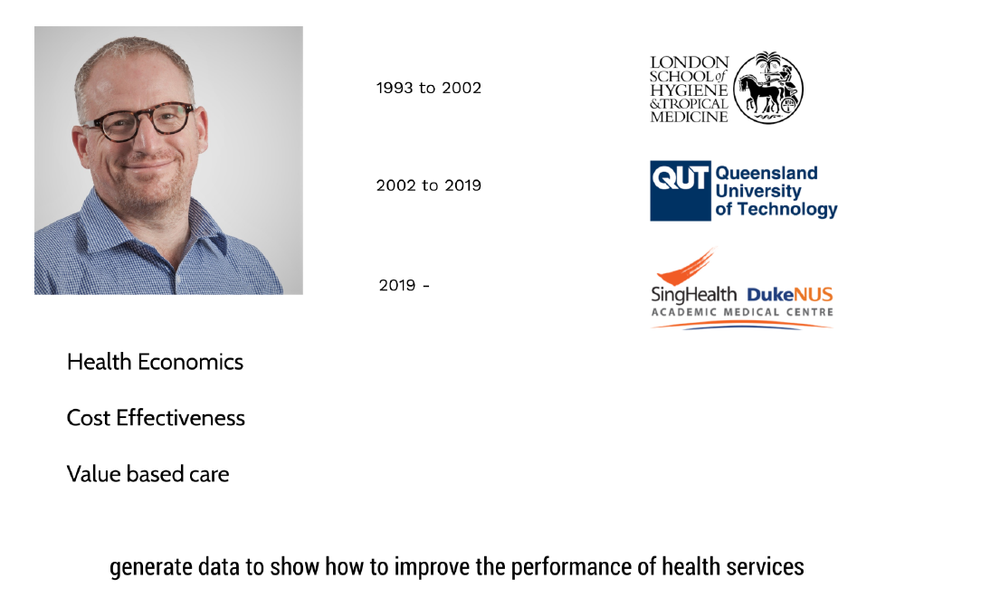 1993 to 2002
LONDON
SCHOOL of
HYGIENE
& TROPICAL
MEDICINE
2002 to 2019
QUT
Queensland
University
of Technology
2019 -
SingHealth DukeNUS
ACADEMIC MEDICAL CENTRE
Health Economics
Cost Effectiveness
Value based care
generate data to show how to improve the performance of health services